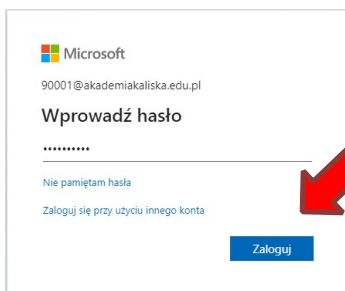 Microsoft
90001@akademiakaliska.edu.pl
Wprowadź hasło
••••••••••
Nie pamiętam hasła
Zaloguj się przy użyciu innego konta
Zaloguj